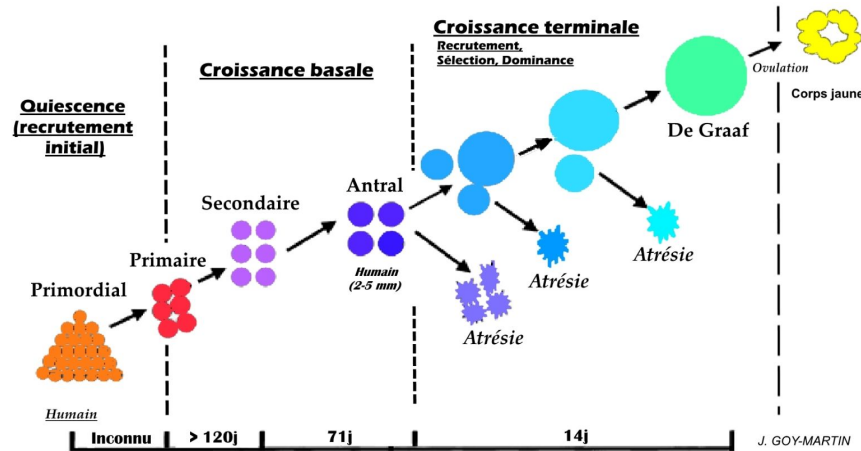 Croissance terminale
Recrutement,
Sélection, Dominance
Croissance basale
Quiescence
(recrutement
initial)
Ovulation
Corps jaune
De Graaf
Antral
Secondaire
Primaire
Primordial
Humain
(2-5 mm)
Atrésie
Atrésie
Atrésie
Humain
Inconnu
> 120j
71j
14j
J. GOY-MARTIN